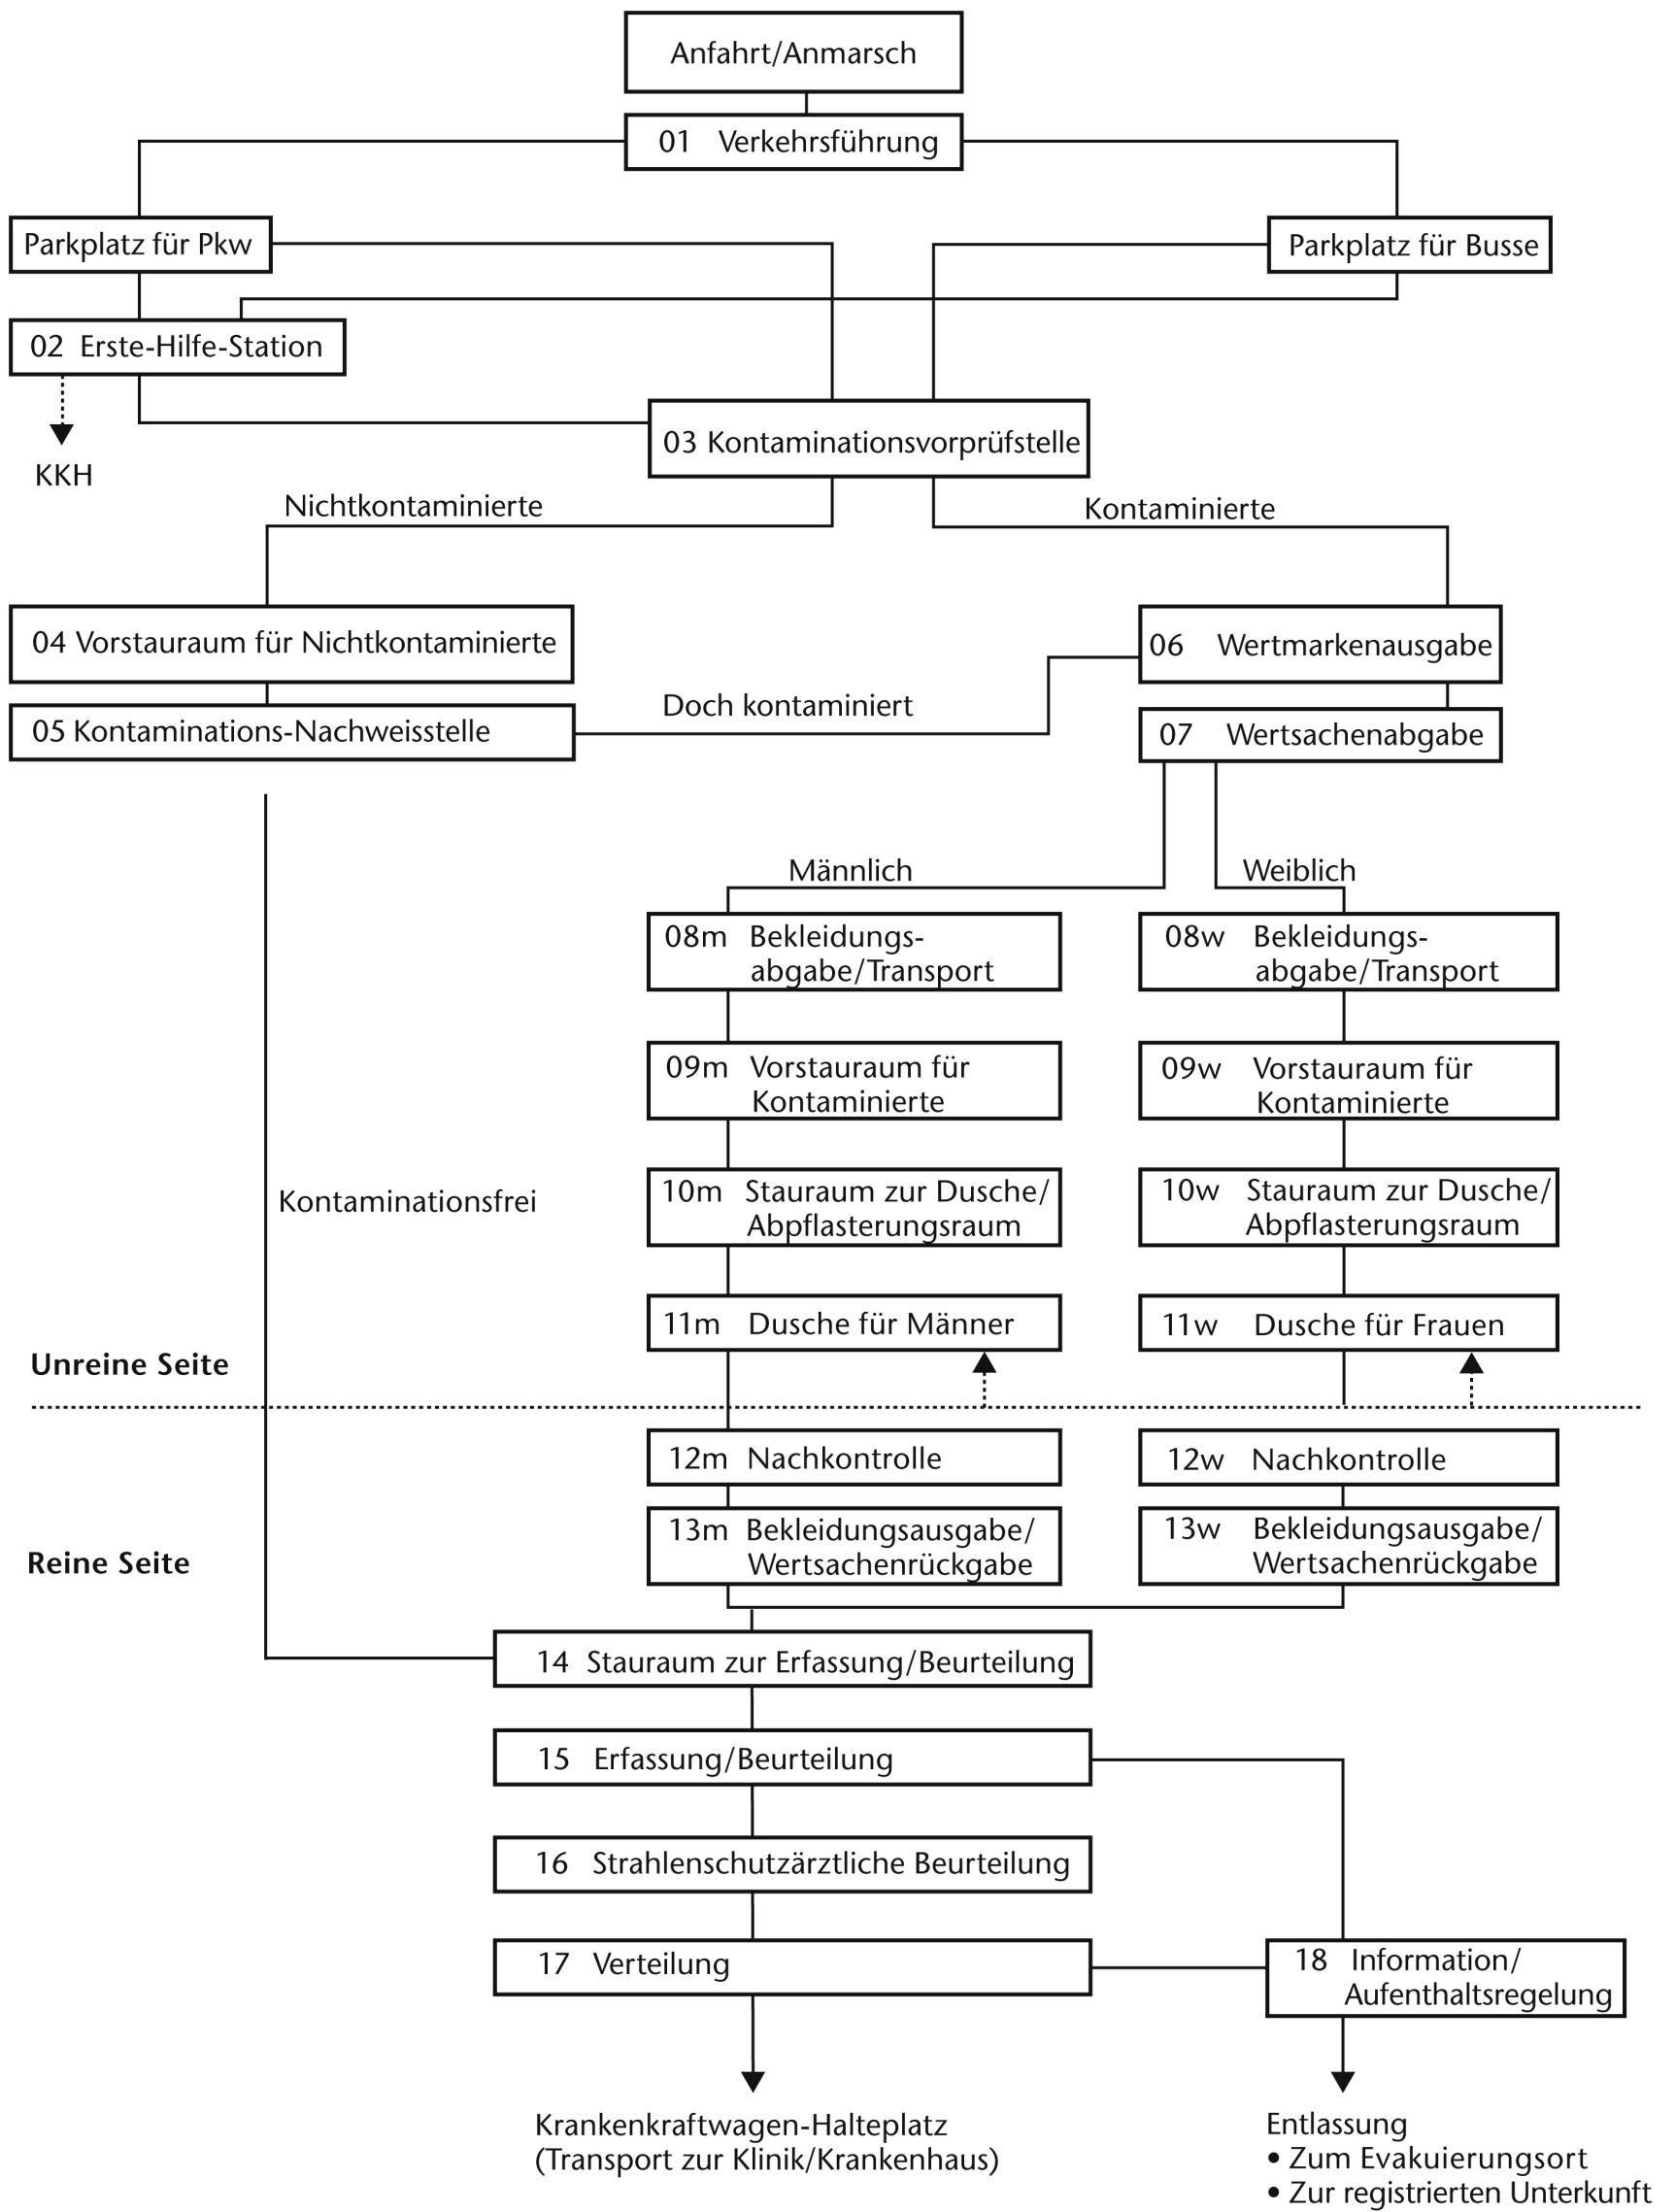 Anfahrt/Anmarsch
01 Verkehrsführung
Parkplatz für Pkw
Parkplatz für Busse
02 Erste-Hilfe-Station
03 Kontaminationsvorprüfstelle
KKH
Nichtkontaminierte
Kontaminierte
04 Vorstauraum für Nichtkontaminierte
06 Wertmarkenausgabe
Doch kontaminiert
05 Kontaminations-Nachweisstelle
07 Wertsachenabgabe
Männlich
Weiblich
08m Bekleidungs-
abgabe/Transport
08w Bekleidungs-
abgabe/Transport
09m Vorstauraum für
Kontaminierte
09w Vorstauraum für
Kontaminierte
Kontaminationsfrei
10m Stauraum zur Dusche/
Abpflasterungsraum
10w Stauraum zur Dusche/
Abpflasterungsraum
11m Dusche für Männer
11w Dusche für Frauen
Unreine Seite
12m Nachkontrolle
12w Nachkontrolle
Reine Seite
13m Bekleidungsausgabe/
Wertsachenrückgabe
13w Bekleidungsausgabe/
Wertsachenrückgabe
14 Stauraum zur Erfassung/Beurteilung
15 Erfassung/Beurteilung
16 Strahlenschutzärztliche Beurteilung
17 Verteilung
18 Information/
Aufenthaltsregelung
Krankenkraftwagen-Halteplatz
(Transport zur Klinik/Krankenhaus)
Entlassung
• Zum Evakuierungsort
• Zur registrierten Unterkunft